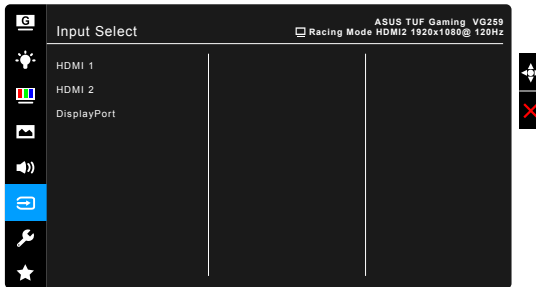 G
Input Select
ASUS TUF Gaming VG259
Racing Mode HDMI2 1920x1080@ 120Hz
HDMI 1
HDMI 2
DisplayPort